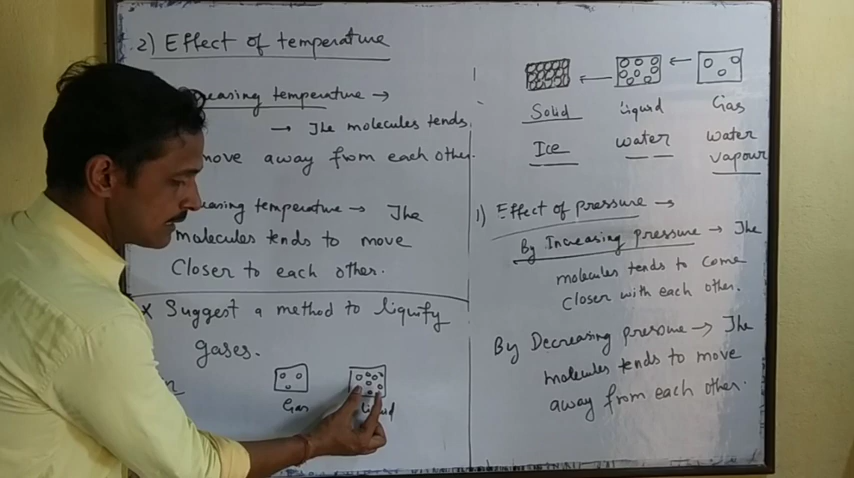 2) Effect of temperature
easing temperature →
→ The molecules tends
move away from each other.
easing temperature → The
molecules tends to move
Closer to each other.
* Suggest a method to liquify
gases.
Gas
Liquid
Solid Liquid Gas
Ice water water
vapour
1) Effect of pressure →
By Increasing pressure → The
molecules tends to come
closer with each other.
By Decreasing pressure → The
molecules tends to move
away from each other.